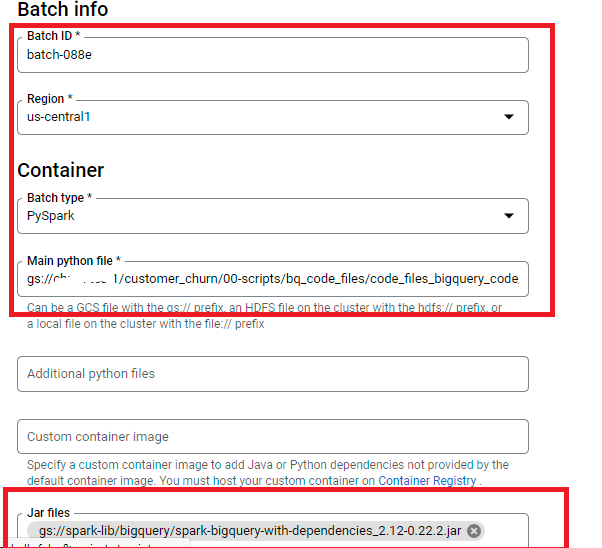 Batch info
Batch ID *
batch-088e
Region *
us-central1
Container
Batch type *
PySpark
Main python file *
gs:// 1/customer_churn/00-scripts/bq_code_files/code_files_bigquery_code
Can be a GCS file with the gs:// prefix, an HDFS file on the cluster with the hdfs:// prefix, or
a local file on the cluster with the file:// prefix
Additional python files
Custom container image
Specify a custom container image to add Java or Python dependencies not provided by the
default container image. You must host your custom container on Container Registry .
Jar files
gs://spark-lib/bigquery/spark-bigquery-with-dependencies_2.12-0.22.2.jar